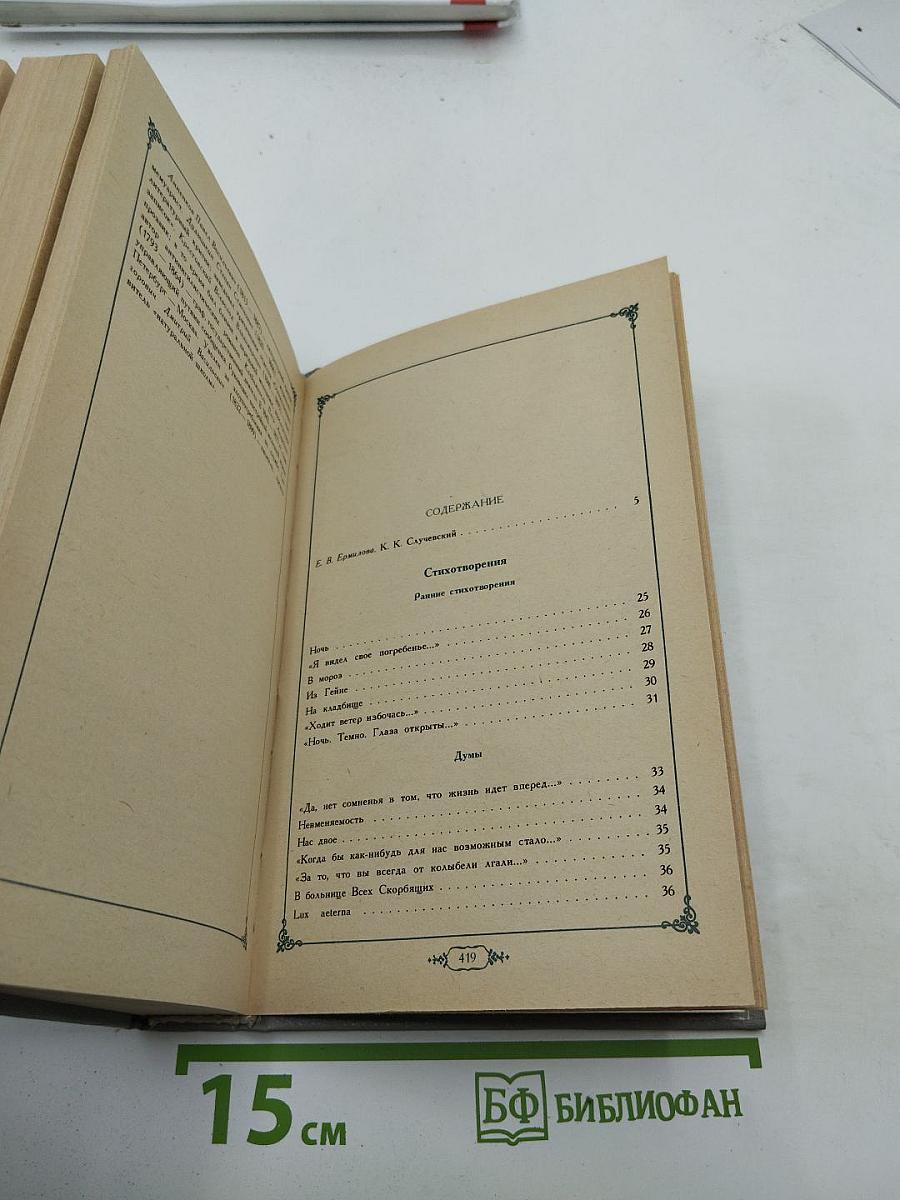 СОДЕРЖАНИЕ
Е. В. Ермилова. К. К. Случевский . . . . . . . . . . . . . . . . . . . . 5
Стихотворения
Ранние стихотворения
Ночь . . . . . . . . . . . . . . . . . . . . 25
«Я видел свое погребенье...» . . . . . . . . . . . . . . . . . . . . 26
В мороз . . . . . . . . . . . . . . . . . . . . 27
Из Гейне . . . . . . . . . . . . . . . . . . . . 28
На кладбище . . . . . . . . . . . . . . . . . . . . 29
«Ходит ветер избочась...» . . . . . . . . . . . . . . . . . . . . 30
«Ночь. Темно. Глаза открыты...» . . . . . . . . . . . . . . . . . . . . 31
Думы
«Да, нет сомненья в том, что жизнь идет вперед...» . . . . . . . . 33
Невменяемость . . . . . . . . . . . . . . . . . . . . 34
Нас двое . . . . . . . . . . . . . . . . . . . . 34
«Когда бы как-нибудь для нас возможным стало...» . . . . . . . . 35
«За то, что вы всегда от колыбели лгали...» . . . . . . . . . . 35
В больнице Всех Скорбящих . . . . . . . . . . . . . . . . . . . . 36
Lux aeterna . . . . . . . . . . . . . . . . . . . . 36
419
15 см
БФ БИБЛИОФАН